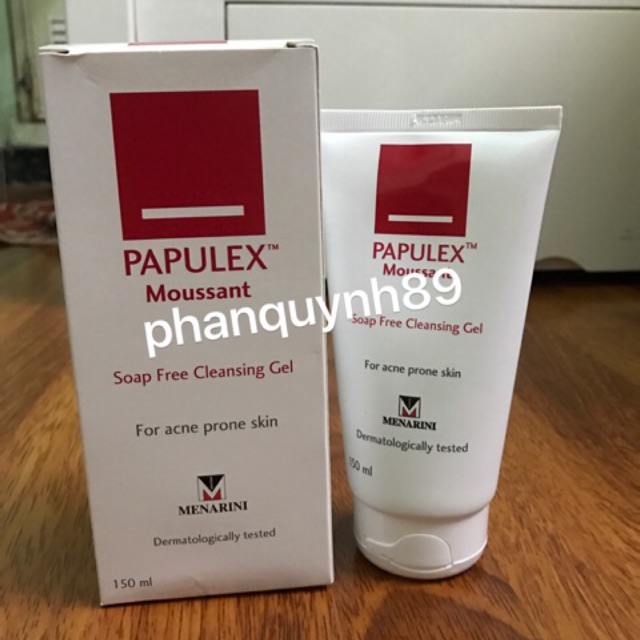 PAPULEX™
Moussant
Soap Free Cleansing Gel
For acne prone skin
MENARINI
Dermatologically tested
150 ml
PAPULEX™
Moussant
Soap Free Cleansing Gel
For acne prone skin
MENARINI
Dermatologically tested
150 ml
phanquynh89